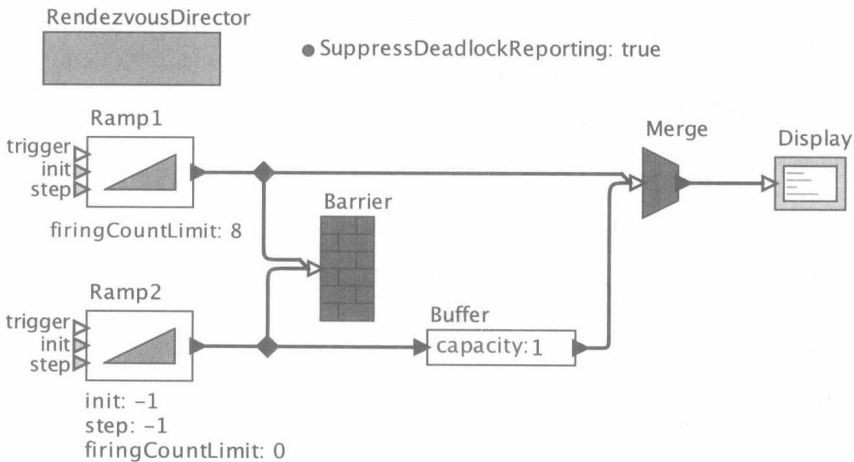 RendezvousDirector
SuppressDeadlockReporting: true
Ramp1
trigger
init
step
firingCountLimit: 8
Barrier
Merge
Display
Ramp2
trigger
init
step
init: -1
step: -1
firingCountLimit: 0
Buffer
capacity: 1